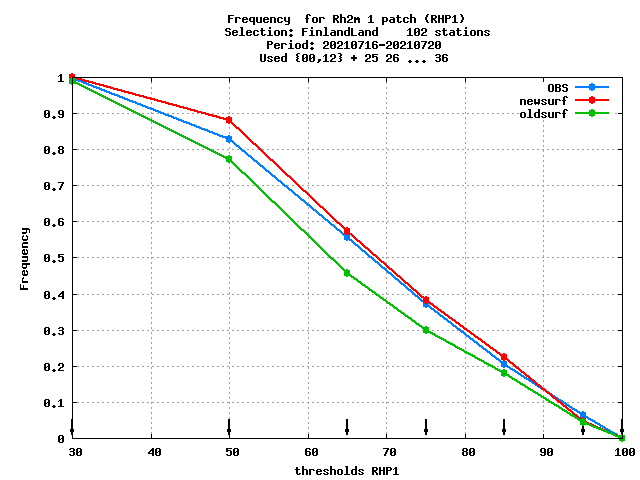 Frequency  for Rh2m 1 patch (RHP1)
Selection: FinlandLand    102 stations
Period: 20210716-20210720
Used {00,12} + 25 26 ... 36
OBS
newsurf
oldsurf
1
0.9
0.8
0.7
0.6
0.5
0.4
0.3
0.2
0.1
0
Frequency
30 40 50 60 70 80 90 100
thresholds RHP1